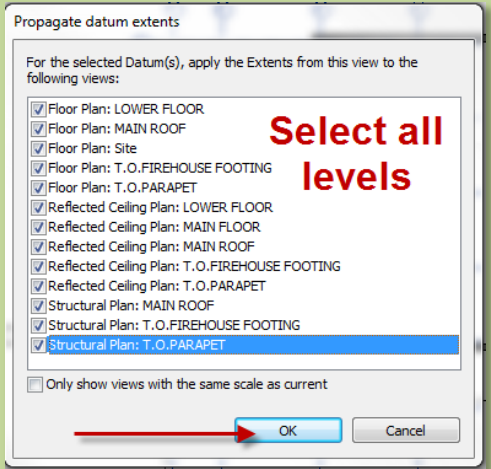 Propagate datum extents
For the selected Datum(s), apply the Extents from this view to the
following views:
Floor Plan: LOWER FLOOR
Floor Plan: MAIN ROOF
Floor Plan: Site
Floor Plan: T.O.FIREHOUSE FOOTING
Floor Plan: T.O.PARAPET
Reflected Ceiling Plan: LOWER FLOOR
Reflected Ceiling Plan: MAIN FLOOR
Reflected Ceiling Plan: MAIN ROOF
Reflected Ceiling Plan: T.O.FIREHOUSE FOOTING
Reflected Ceiling Plan: T.O.PARAPET
Structural Plan: MAIN ROOF
Structural Plan: T.O.FIREHOUSE FOOTING
Structural Plan: T.O.PARAPET
Select all
levels
Only show views with the same scale as current
OK
Cancel